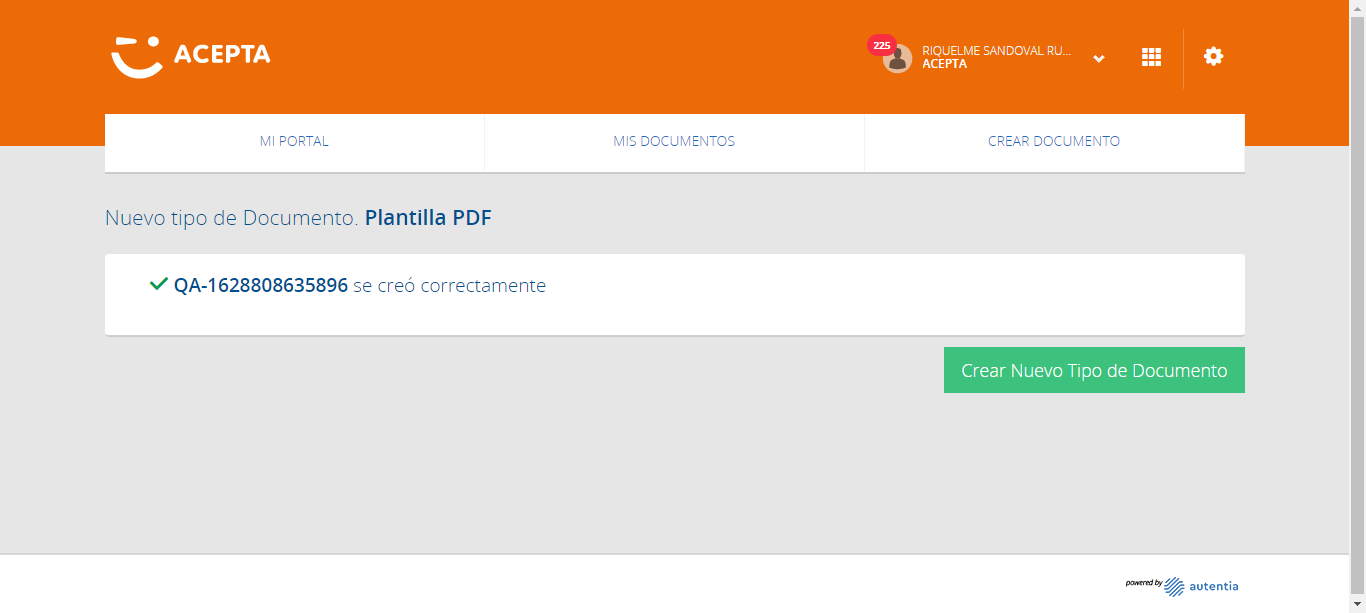 ACEPTA
225
RIQUELME SANDOVAL RU...
ACEPTA
MI PORTAL
MIS DOCUMENTOS
CREAR DOCUMENTO
Nuevo tipo de Documento. Plantilla PDF
QA-1628808635896 se creó correctamente
Crear Nuevo Tipo de Documento
powered by autentia